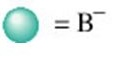 = B⁻